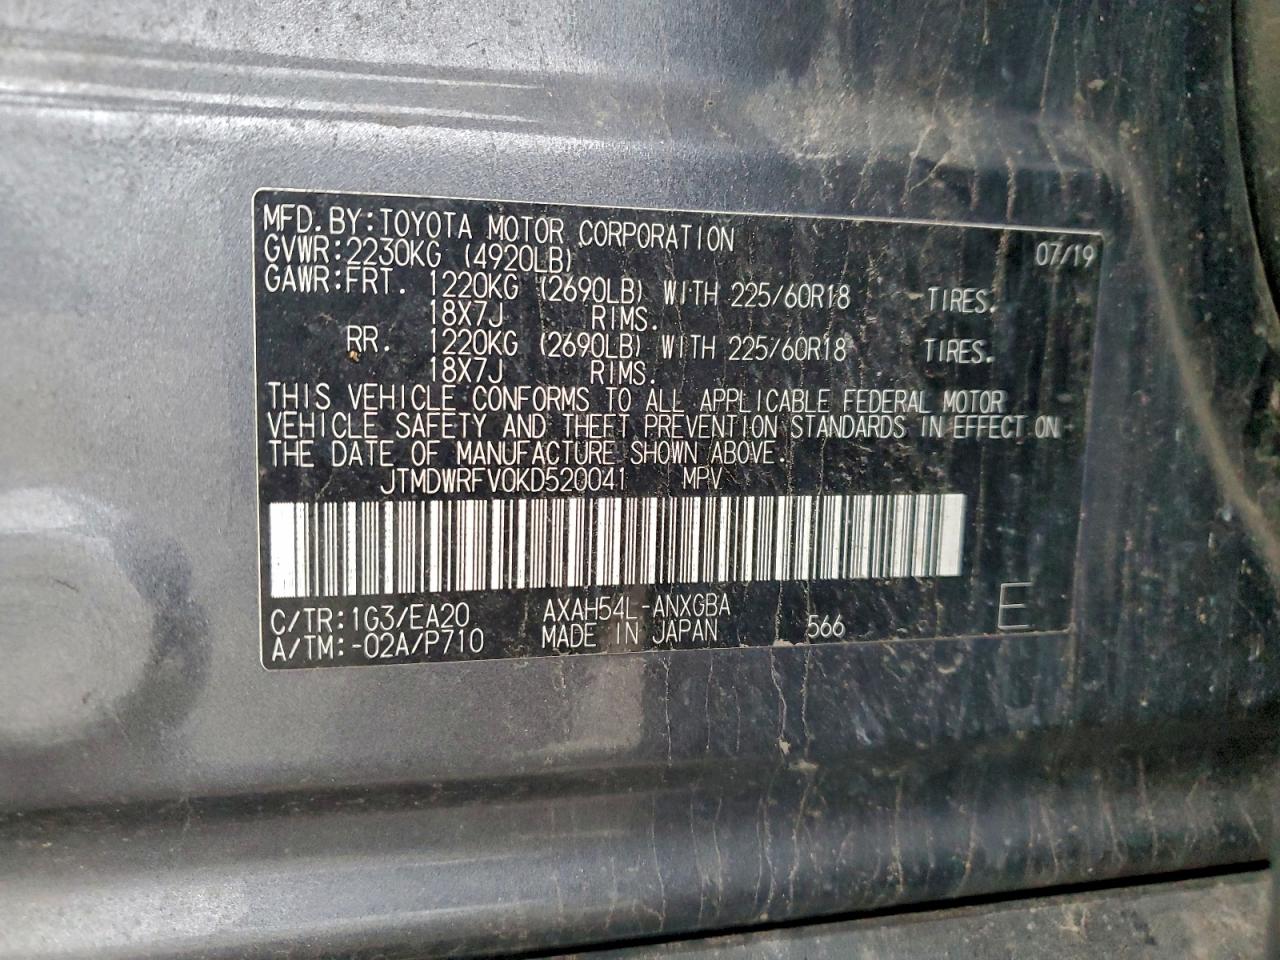 MFD. BY: TOYOTA MOTOR CORPORATION 07/19
GVWR: 2230KG (4920LB)
GAWR: FRT. 1220KG (2690LB) WITH 225/60R18 TIRES.
18X7J RIMS.
RR. 1220KG (2690LB) WITH 225/60R18 TIRES.
18X7J RIMS.
THIS VEHICLE CONFORMS TO ALL APPLICABLE FEDERAL MOTOR
VEHICLE SAFETY AND THEFT PREVENTION STANDARDS IN EFFECT ON
THE DATE OF MANUFACTURE SHOWN ABOVE.
JTMDWRFV0KD520041 MPV
C/TR: 1G3/EA20 AXAH54L-ANXGBA
A/TM: -02A/P710 MADE IN JAPAN 566 E